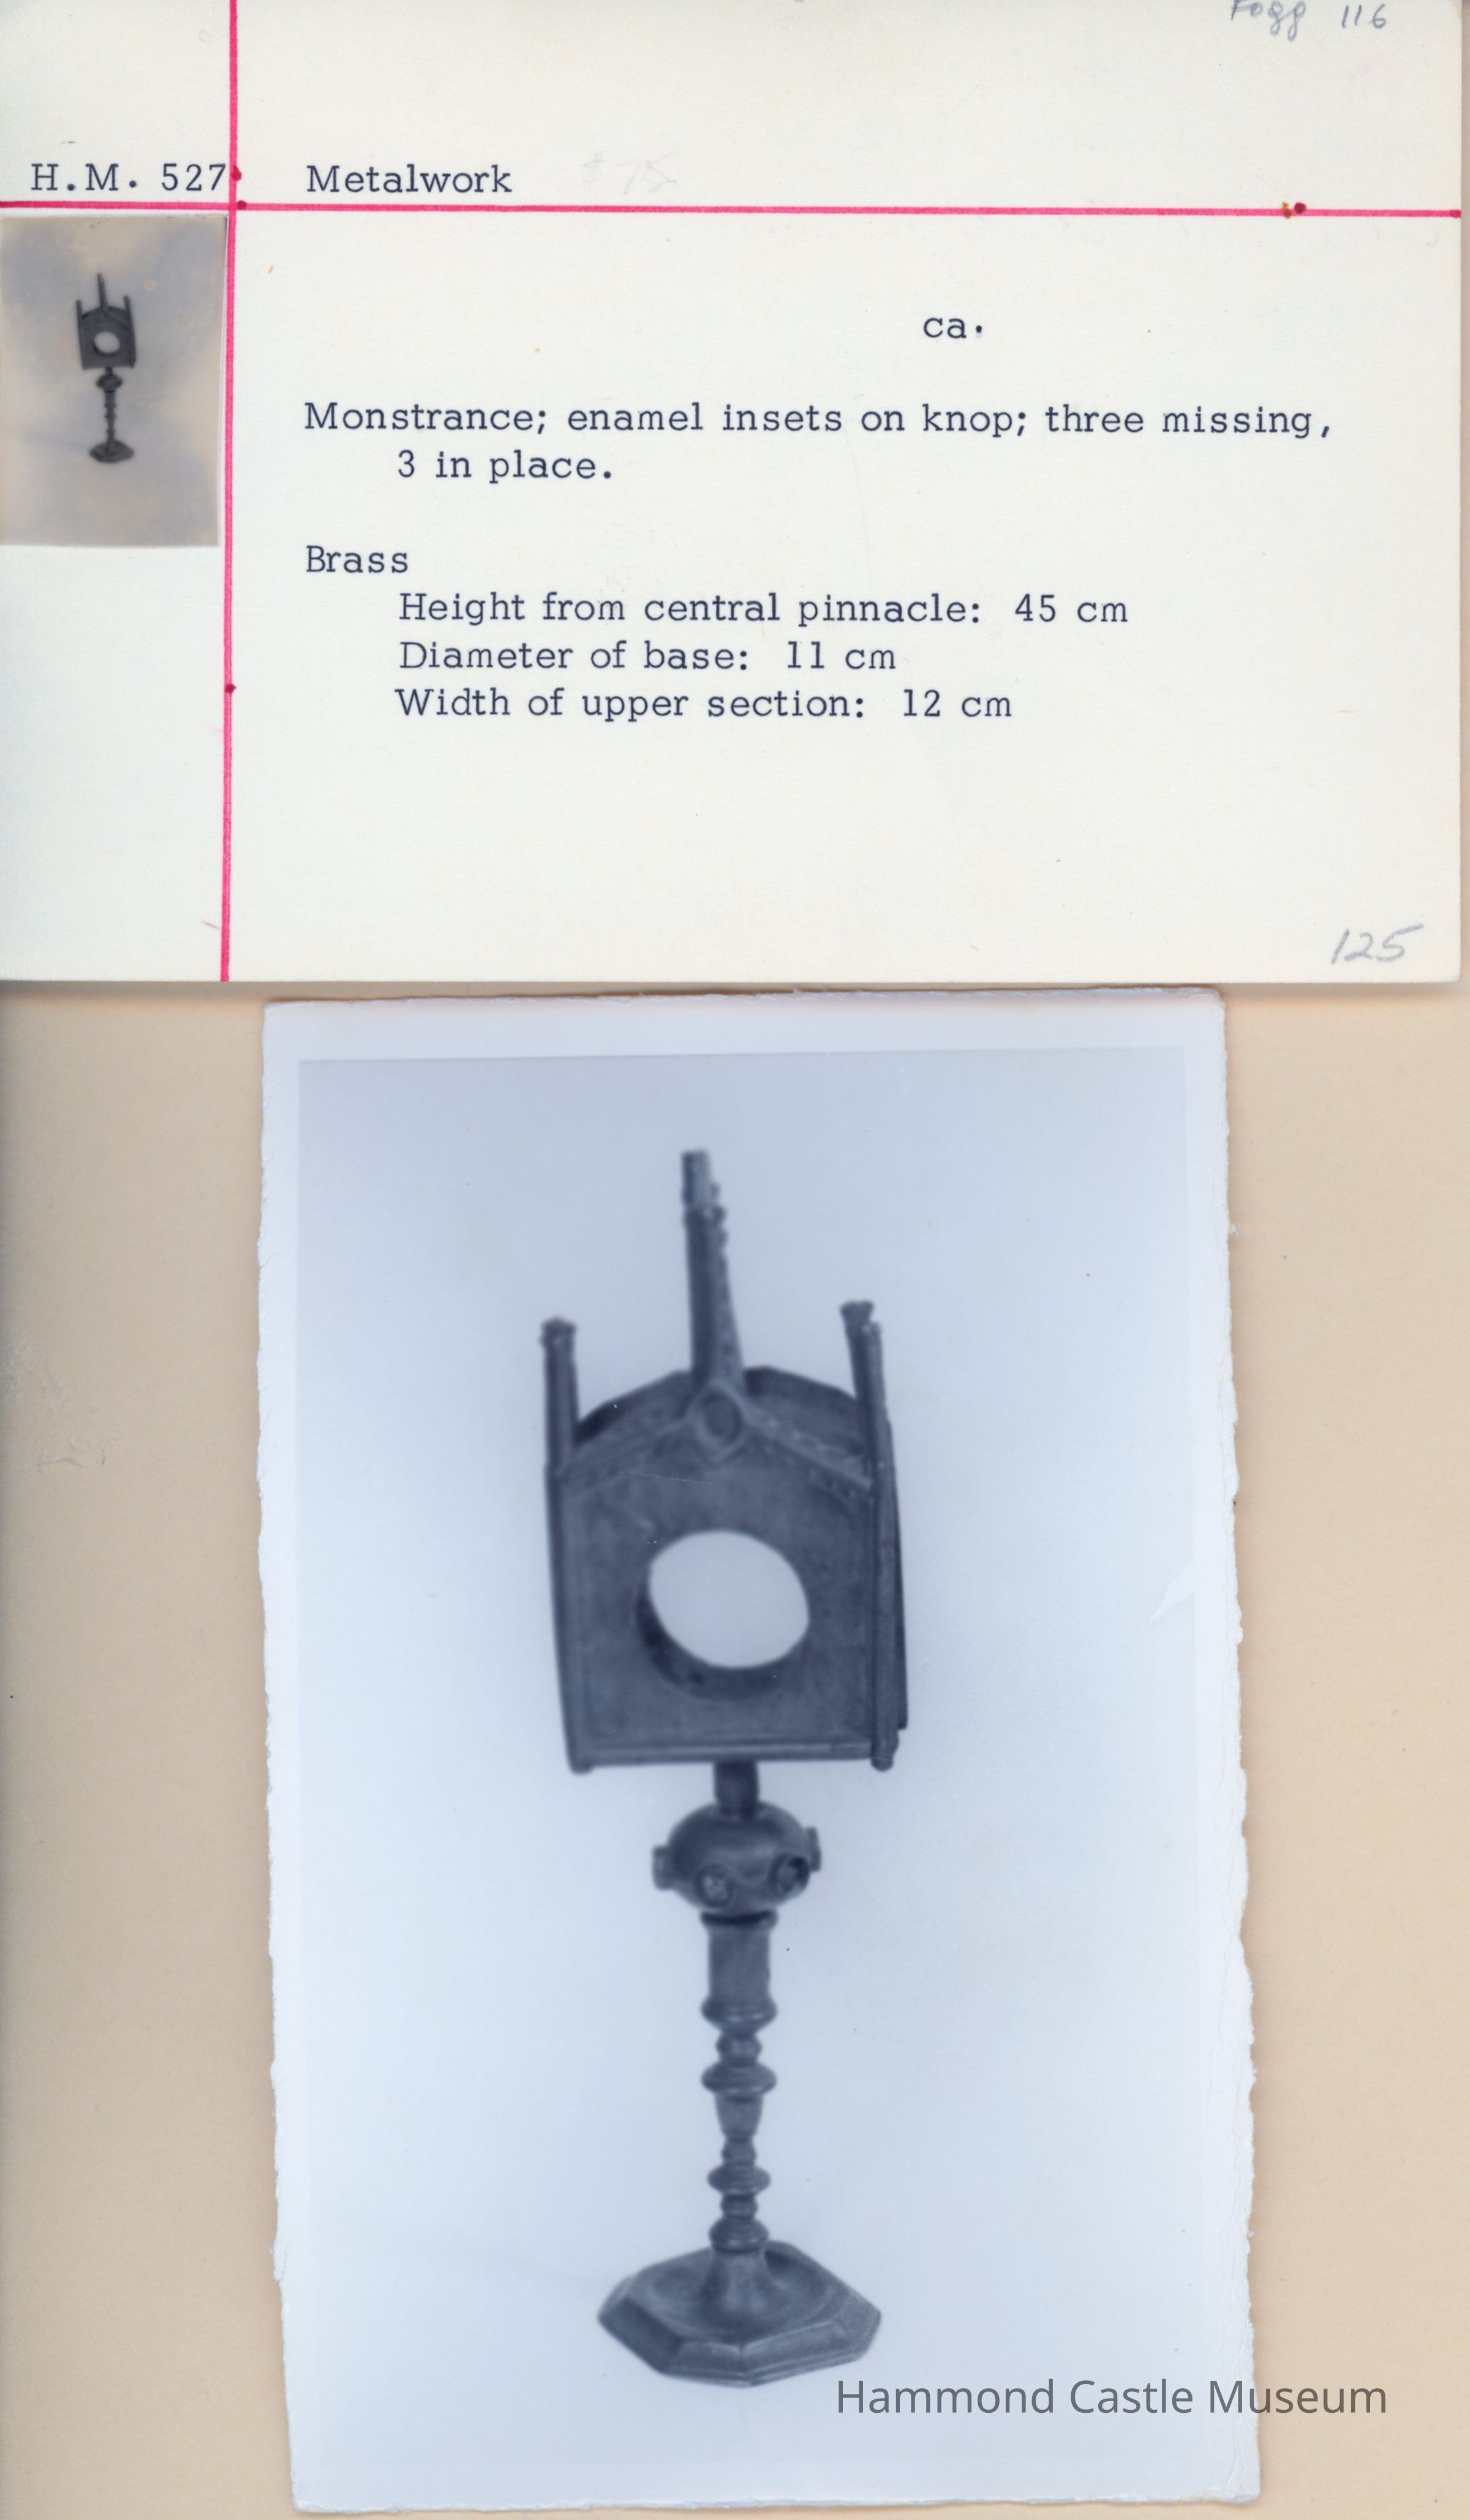 Fogg 116
H.M. 527 Metalwork
$75
ca.
Monstrance; enamel insets on knop; three missing,
3 in place.
Brass
Height from central pinnacle: 45 cm
Diameter of base: 11 cm
Width of upper section: 12 cm
125
Hammond Castle Museum